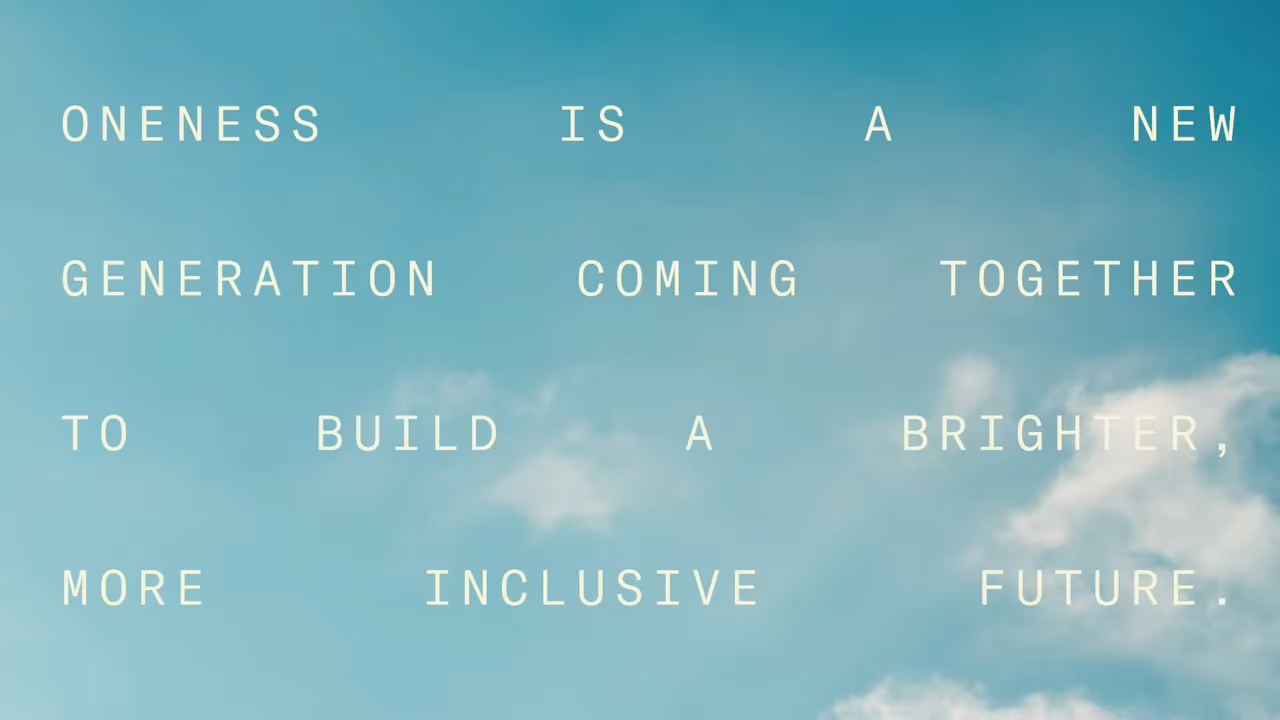 ONENESS IS A NEW
GENERATION COMING TOGETHER
TO BUILD A BRIGHTER,
MORE INCLUSIVE FUTURE.